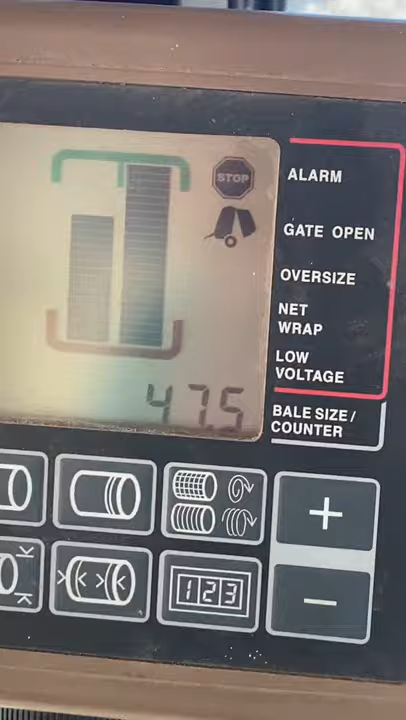 STOP
ALARM
GATE OPEN
OVERSIZE
NET
WRAP
LOW
VOLTAGE
47.5
BALE SIZE /
COUNTER
+
123
−